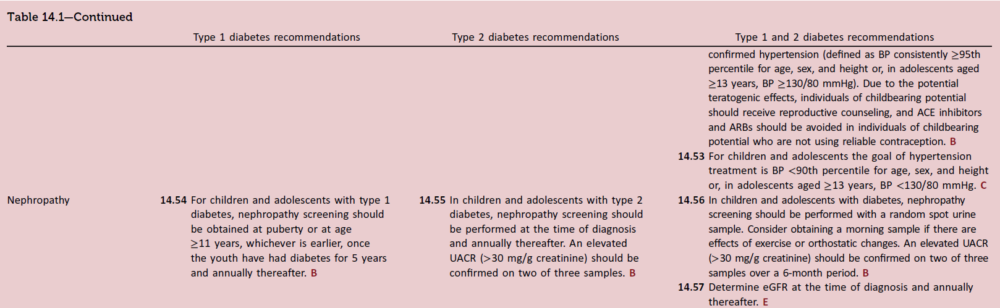 Table 14.1—Continued
Type 1 diabetes recommendations
Type 2 diabetes recommendations
Type 1 and 2 diabetes recommendations
confirmed hypertension (defined as BP consistently ≥95th
percentile for age, sex, and height or, in adolescents aged
≥13 years, BP ≥130/80 mmHg). Due to the potential
teratogenic effects, individuals of childbearing potential
should receive reproductive counseling, and ACE inhibitors
and ARBs should be avoided in individuals of childbearing
potential who are not using reliable contraception. B
14.53 For children and adolescents the goal of hypertension
treatment is BP <90th percentile for age, sex, and height
or, in adolescents aged ≥13 years, BP <130/80 mmHg. C
Nephropathy
14.54 For children and adolescents with type 1
diabetes, nephropathy screening should
be obtained at puberty or at age
≥11 years, whichever is earlier, once
the youth have had diabetes for 5 years
and annually thereafter. B
14.55 In children and adolescents with type 2
diabetes, nephropathy screening should
be performed at the time of diagnosis
and annually thereafter. An elevated
UACR (>30 mg/g creatinine) should be
confirmed on two of three samples. B
14.56 In children and adolescents with diabetes, nephropathy
screening should be performed with a random spot urine
sample. Consider obtaining a morning sample if there are
effects of exercise or orthostatic changes. An elevated UACR
(>30 mg/g creatinine) should be confirmed on two of three
samples over a 6-month period. B
14.57 Determine eGFR at the time of diagnosis and annually
thereafter. E